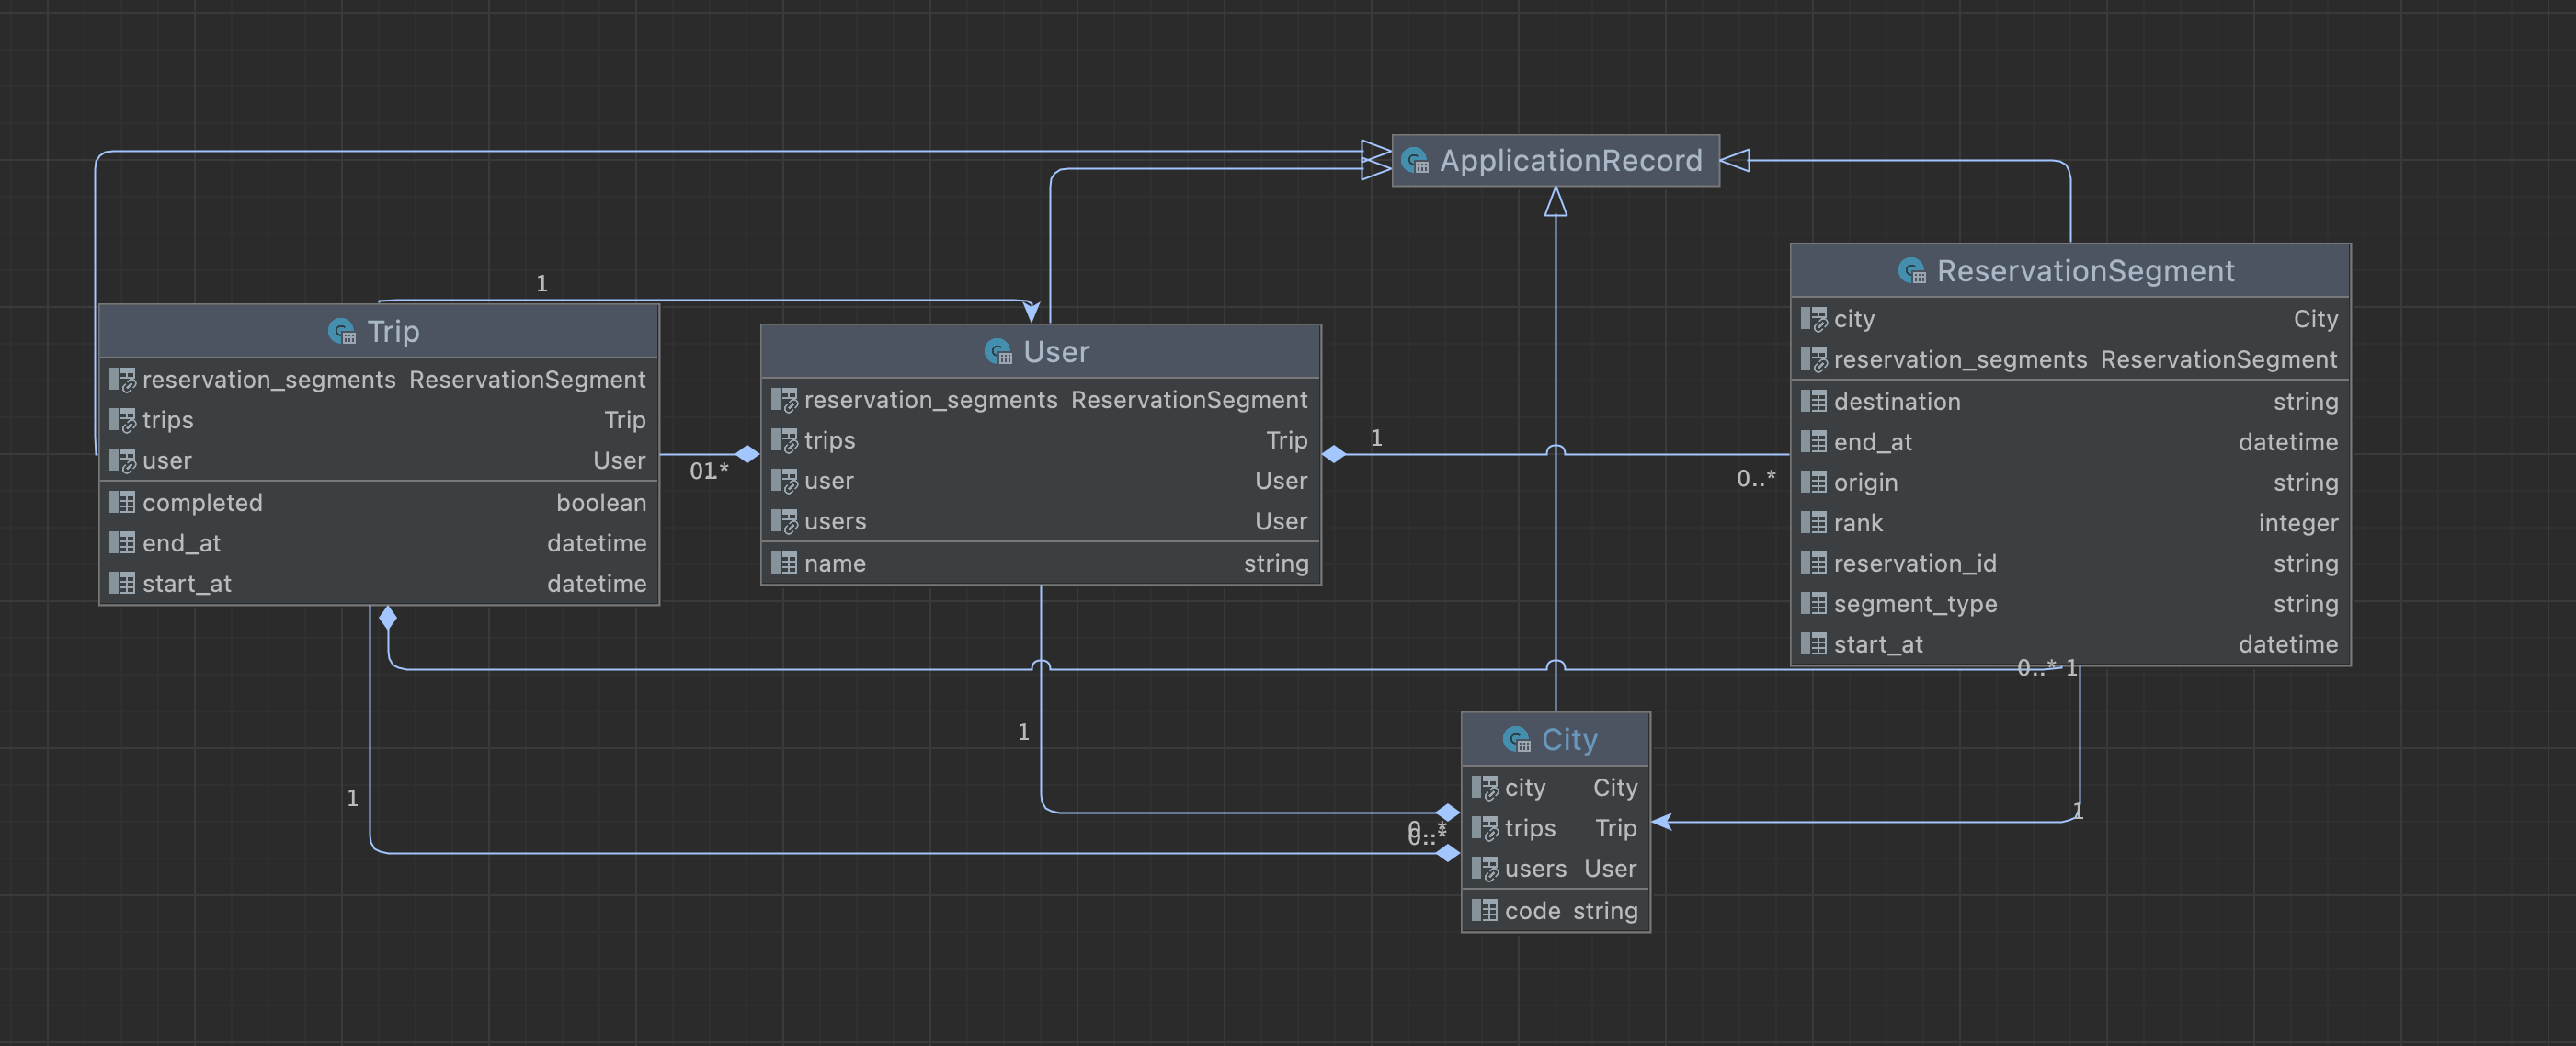 ApplicationRecord
1
Trip
reservation_segments ReservationSegment
trips Trip
user User
completed boolean
end_at datetime
start_at datetime
01.*
User
reservation_segments ReservationSegment
trips Trip
user User
users User
name string
1
0..*
ReservationSegment
city City
reservation_segments ReservationSegment
destination string
end_at datetime
origin string
rank integer
reservation_id string
segment_type string
start_at datetime
0..* 1
1
1
0..*
0..*
1
City
city City
trips Trip
users User
code string